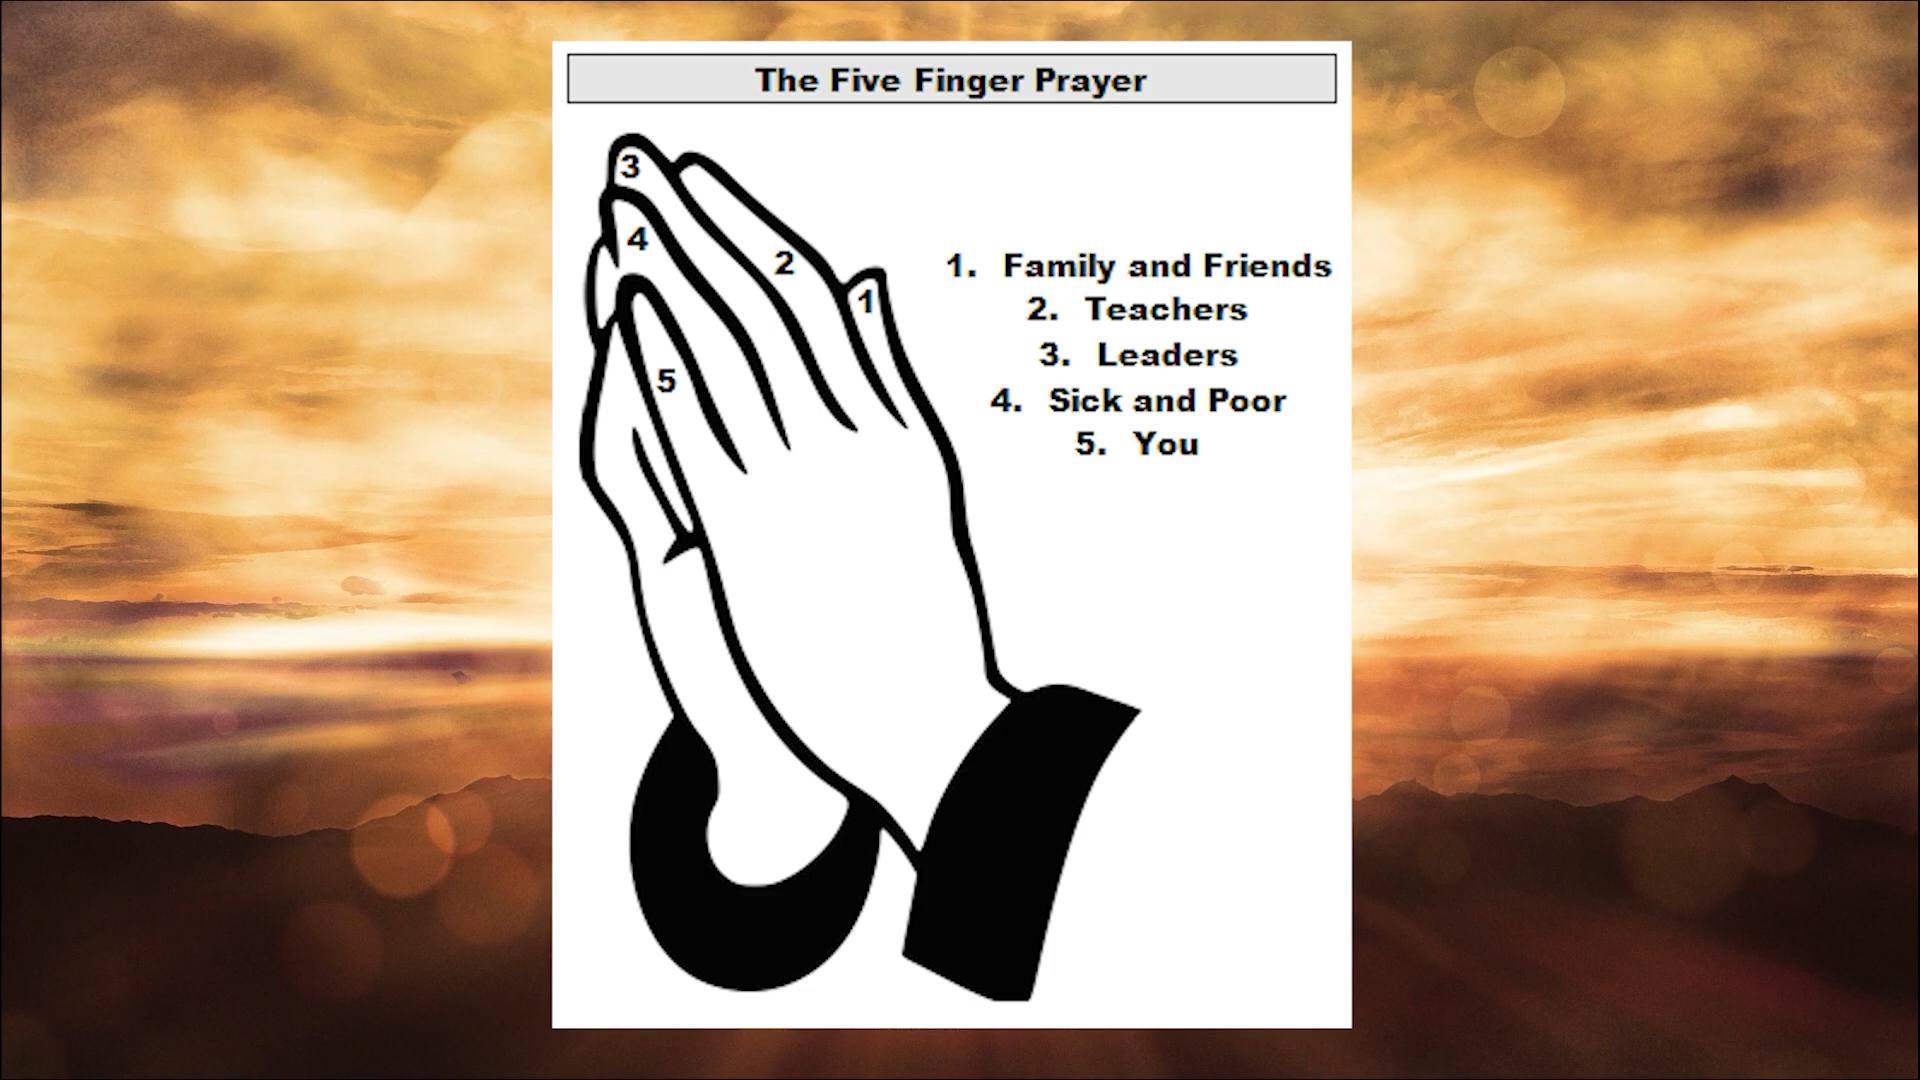 The Five Finger Prayer
3
4
2
1
5
1. Family and Friends
2. Teachers
3. Leaders
4. Sick and Poor
5. You